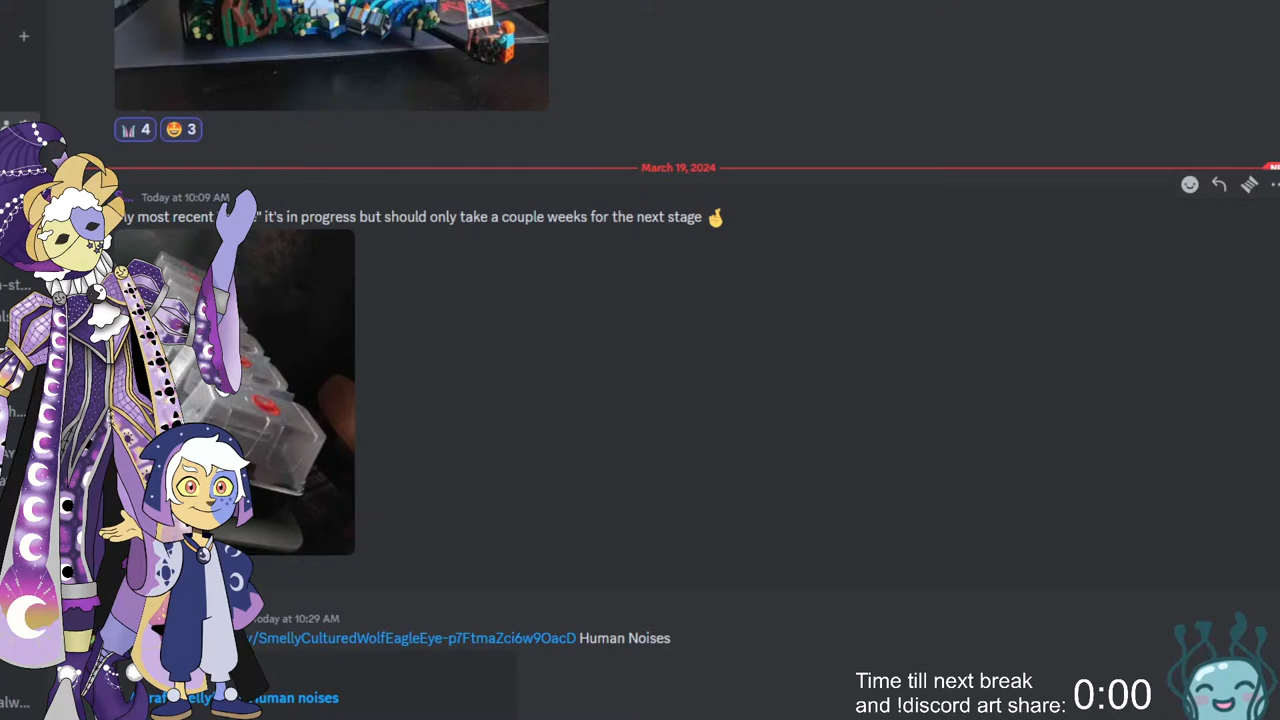 4 3
March 19, 2024
Today at 10:09 AM
most recent it's in progress but should only take a couple weeks for the next stage
today at 10:29 AM
/SmellyCulturedWolfEagleEye-p7FtmaZci6w9OacD Human Noises
human noises
Time till next break
and !discord art share: 0:00